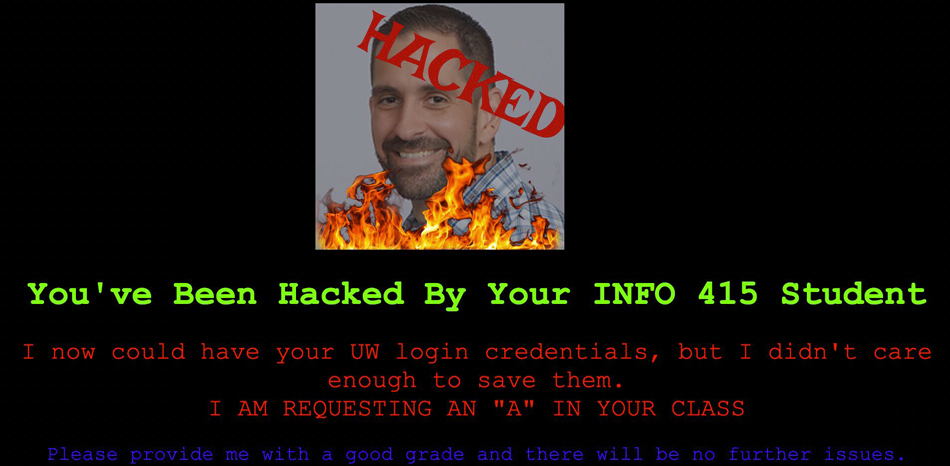 HACKED
You've Been Hacked By Your INFO 415 Student
I now could have your UW login credentials, but I didn't care
enough to save them.
I AM REQUESTING AN "A" IN YOUR CLASS
Please provide me with a good grade and there will be no further issues.